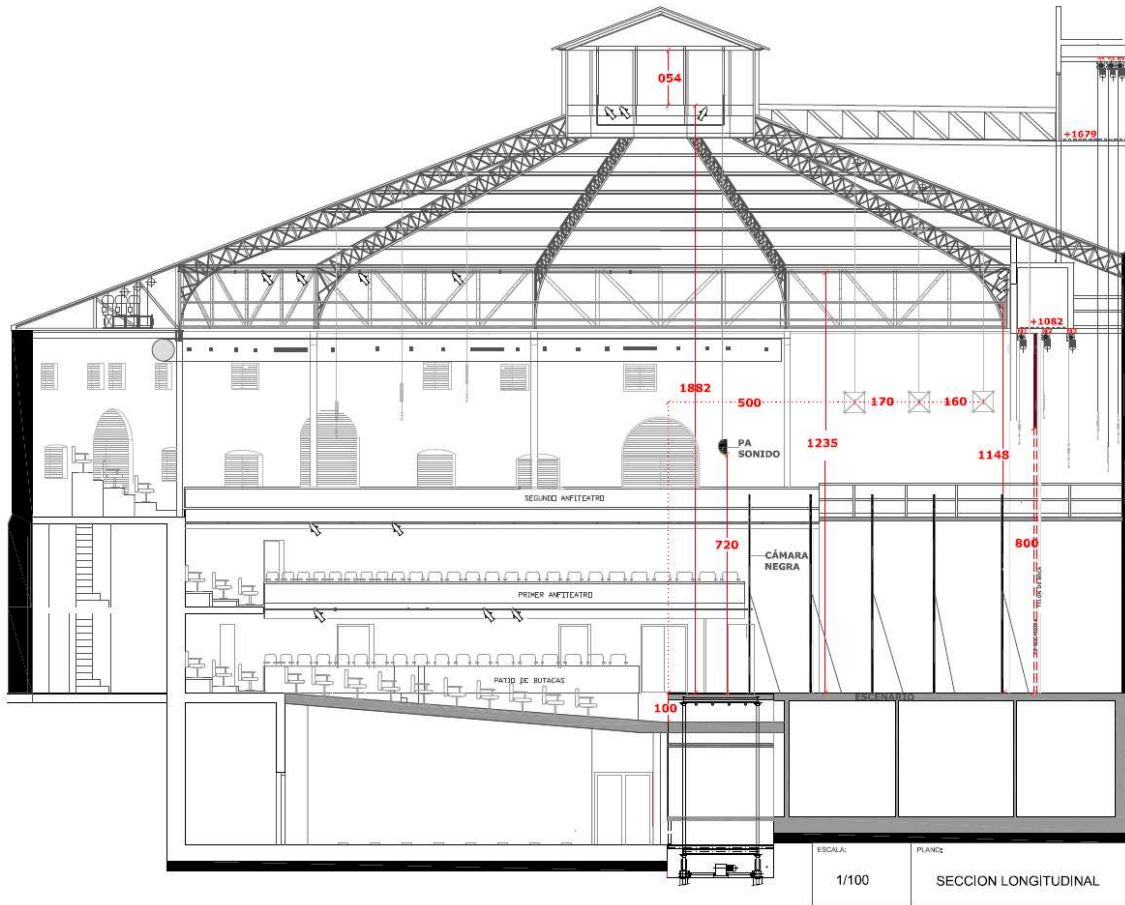 054
+1679
+1082
1882
500
170
160
1235
PA
SONIDO
1148
SEGUNDO ANFITEATRO
720
CÁMARA
NEGRA
800
PRIMER ANFITEATRO
PATIO DE BUTACAS
100
ESCENARIO
ESCALA:
PLANO:
1/100
SECCION LONGITUDINAL